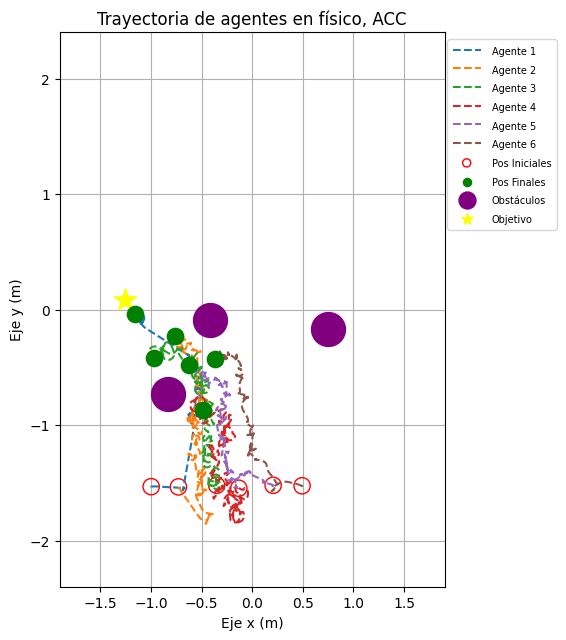 Trayectoria de agentes en físico, ACC
Agente 1
Agente 2
Agente 3
Agente 4
Agente 5
Agente 6
Pos Iniciales
Pos Finales
Obstáculos
Objetivo
Eje y (m)
2
1
0
−1
−2
−1.5
−1.0
−0.5
0.0
0.5
1.0
1.5
Eje x (m)